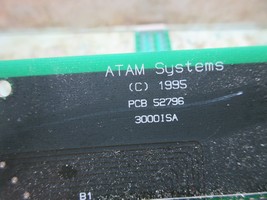 ATAM Systems
(C) 1995
PCB 52796
3000ISA
B1